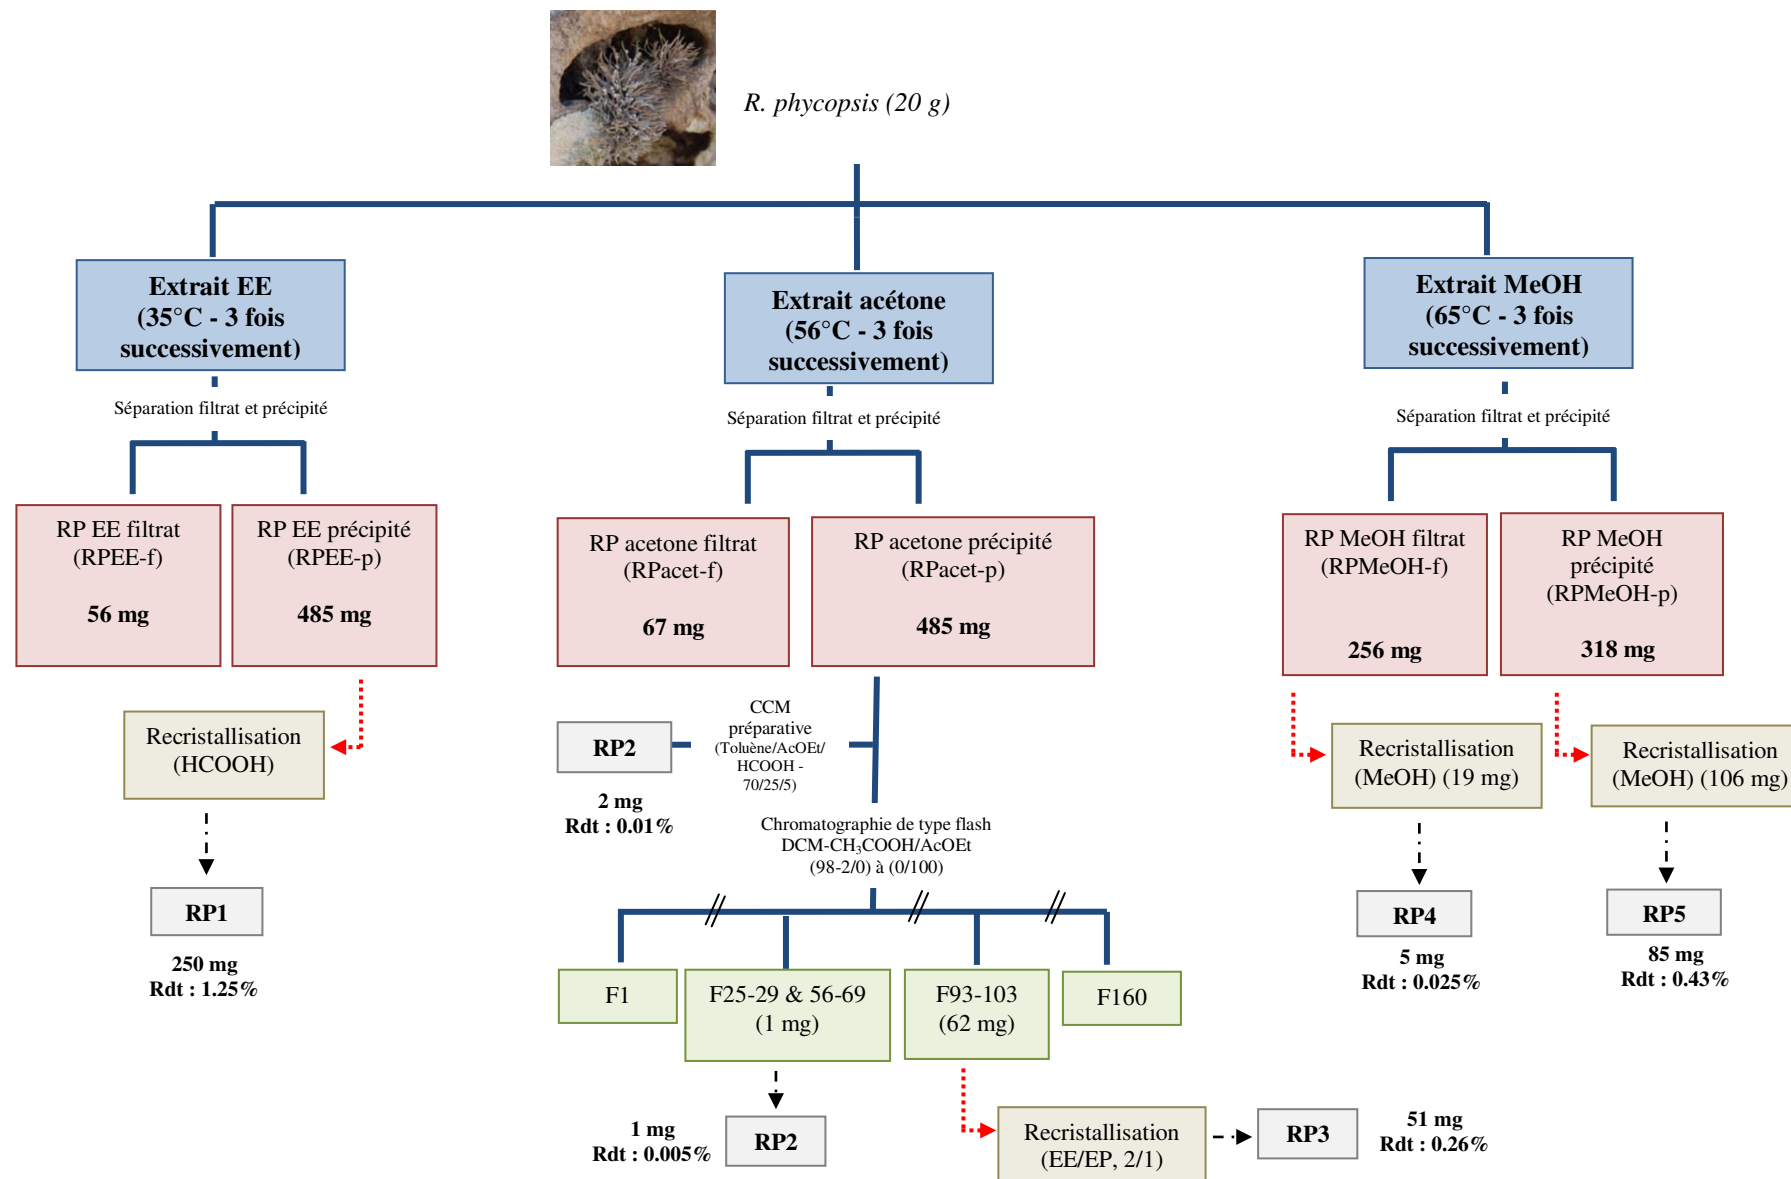 R. phycopsis (20 g)
Extrait EE
(35°C - 3 fois
successivement)
Extrait acétone
(56°C - 3 fois
successivement)
Extrait MeOH
(65°C - 3 fois
successivement)
Séparation filtrat et précipité
Séparation filtrat et précipité
Séparation filtrat et précipité
RP EE filtrat
(RPEE-f)
56 mg
RP EE précipité
(RPEE-p)
485 mg
RP acetone filtrat
(RPacet-f)
67 mg
RP acetone précipité
(RPacet-p)
485 mg
RP MeOH filtrat
(RPMeOH-f)
256 mg
RP MeOH
précipité
(RPMeOH-p)
318 mg
Recristallisation
(HCOOH)
RP1
250 mg
Rdt : 1.25%
RP2
2 mg
Rdt : 0.01%
CCM
préparative
(Toluène/AcOEt/
HCOOH -
70/25/5)
Chromatographie de type flash
DCM-CH₃COOH/AcOEt
(98-2/0) à (0/100)
F1
F25-29 & 56-69
(1 mg)
F93-103
(62 mg)
F160
1 mg
Rdt : 0.005%
RP2
Recristallisation
(EE/EP, 2/1)
RP3
51 mg
Rdt : 0.26%
Recristallisation
(MeOH) (19 mg)
RP4
5 mg
Rdt : 0.025%
Recristallisation
(MeOH) (106 mg)
RP5
85 mg
Rdt : 0.43%